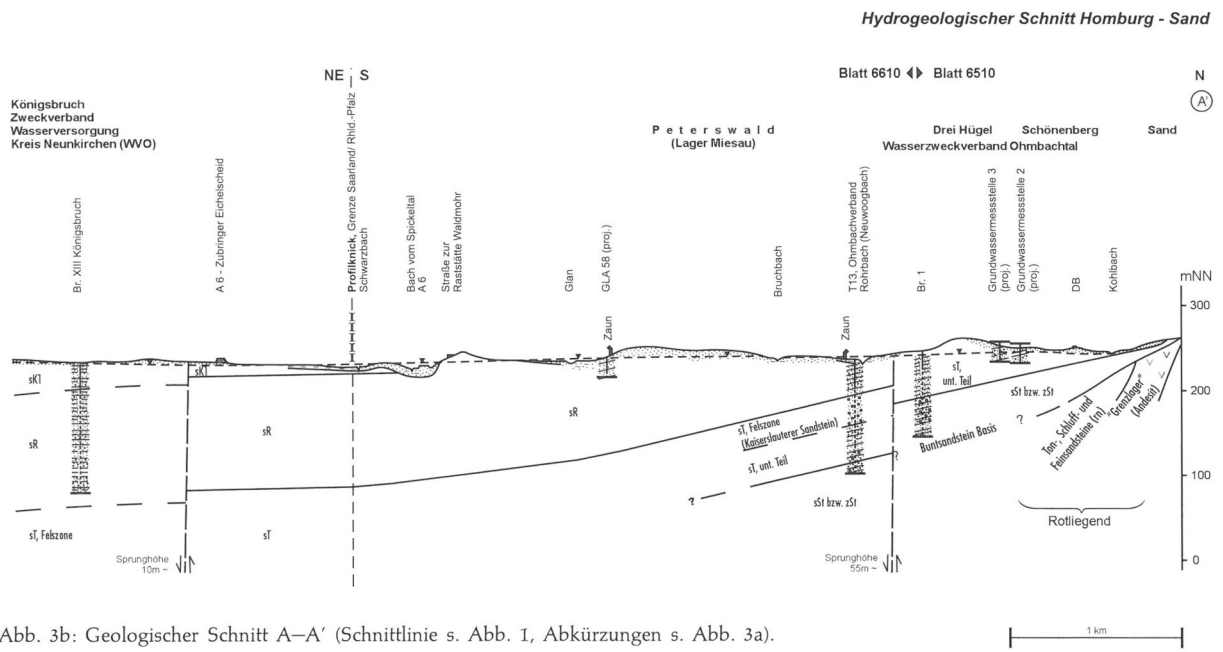 Hydrogeologischer Schnitt Homburg - Sand
NE S
Blatt 6610 Blatt 6510
N
A'
Königsbruch
Zweckverband
Wasserversorgung
Kreis Neunkirchen (WVO)
Peterswald
(Lager Miesau)
Drei Hügel
Schönenberg
Sand
Wasserzweckverband Ohmbachtal
Br. XIII Königsbruch
A 6 - Zubringer Eichelscheid
Profilknick, Grenze Saarland/ Rhld.-Pfalz
Schwarzbach
Bach vom Spickeltal
A 6
Straße zur
Raststätte Waldmohr
Glan
GLA 58 (proj.)
Zaun
Bruchbach
T13, Ohmbachverband
Rohrbach (Neuwoogbach)
Zaun
Br. 1
Grundwassermessstelle 3
(proj.)
Grundwassermessstelle 2
(proj.)
DB
Kohlbach
mNN
300
200
100
0
sK1
sR
sT, Felszone
sK1
sR
sT
sR
sT, Felszone
(Kaiserslauterer Sandstein)
sT, unt. Teil
?
sSt bzw. zSt
?
sT,
unt. Teil
sSt bzw. zSt
Buntsandstein Basis
?
Ton-, Schluff- und
Feinsandsteine (rn)
"Grenzlager"
(Andesit)
Rotliegend
Sprunghöhe
10m ~
Sprunghöhe
55m ~
Abb. 3b: Geologischer Schnitt A—A′ (Schnittlinie s. Abb. 1, Abkürzungen s. Abb. 3a).
1 km